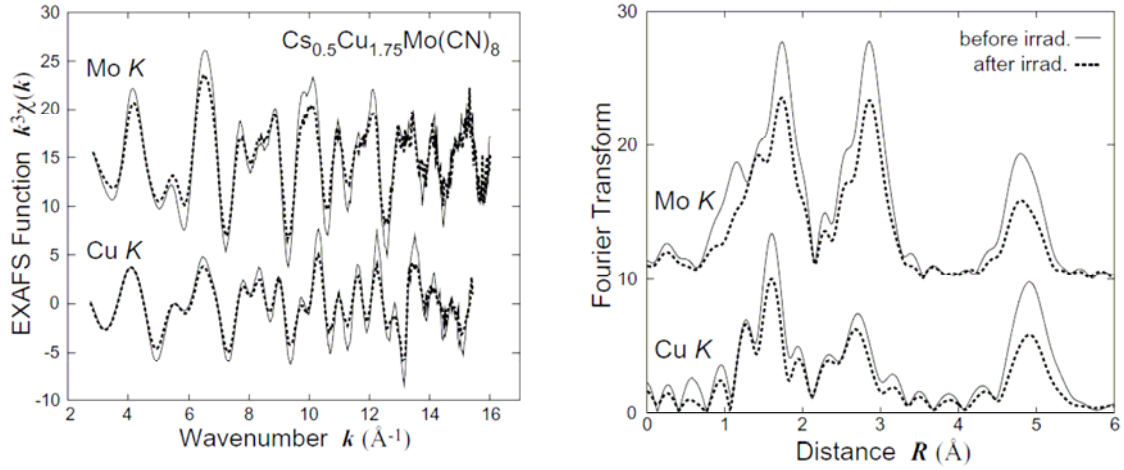 30
25
20
15
10
5
0
-5
-10
EXAFS Function k³χ(k)
Cs₀.₅Cu₁.₇₅Mo(CN)₈
Mo K
Cu K
2 4 6 8 10 12 14 16
Wavenumber k (Å⁻¹)
30
20
10
0
Fourier Transform
before irrad.
after irrad.
Mo K
Cu K
0 1 2 3 4 5 6
Distance R (Å)